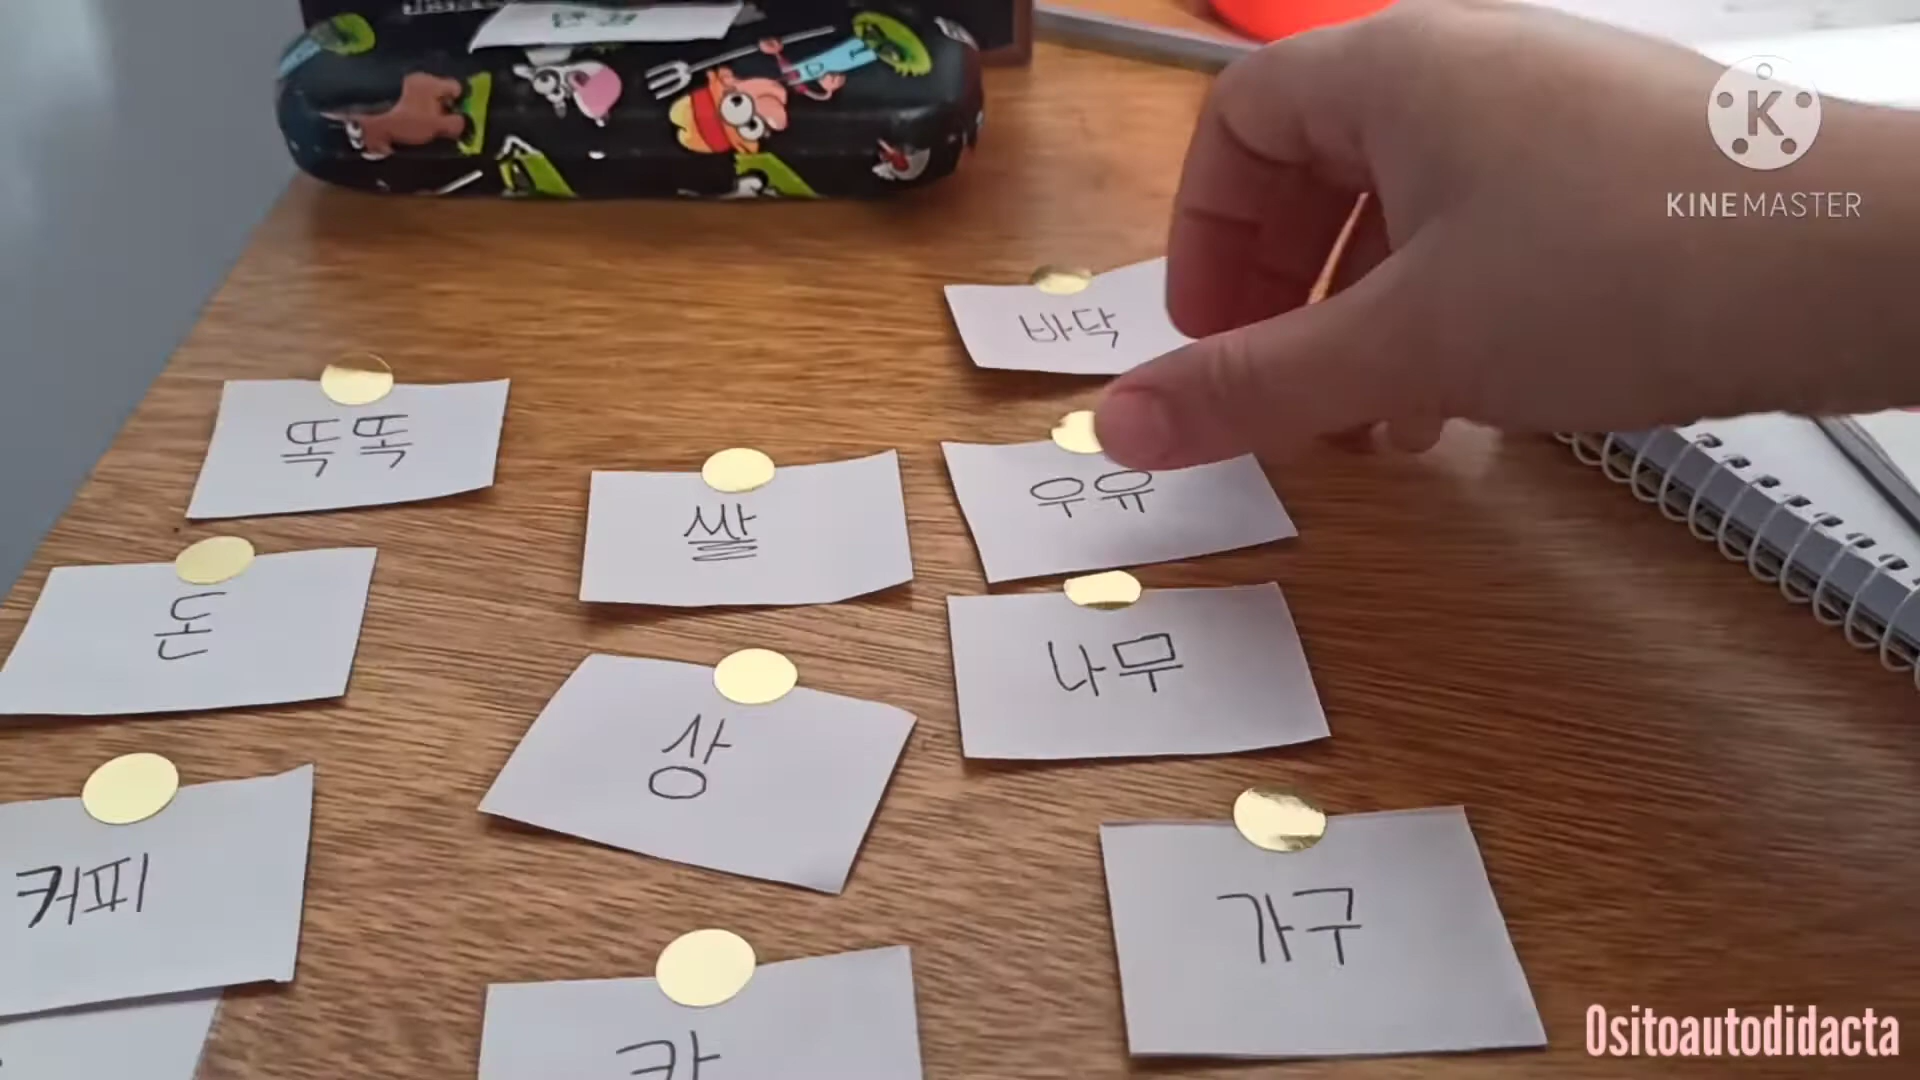 K
KINEMASTER
바닥
똑똑
쌀
우유
돈
나무
상
커피
가구
Ositoautodidacta